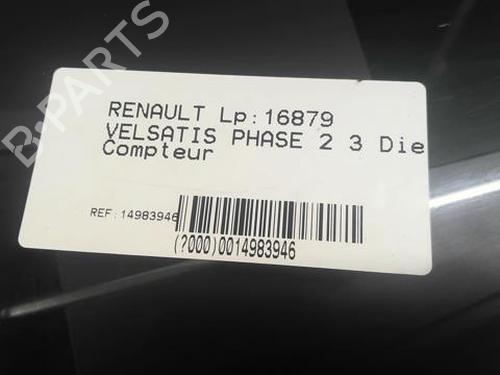 B-PARTS
RENAULT Lp:16879
VELSATIS PHASE 2 3 Die
Compteur
REF:14983946
(?000)0014983946